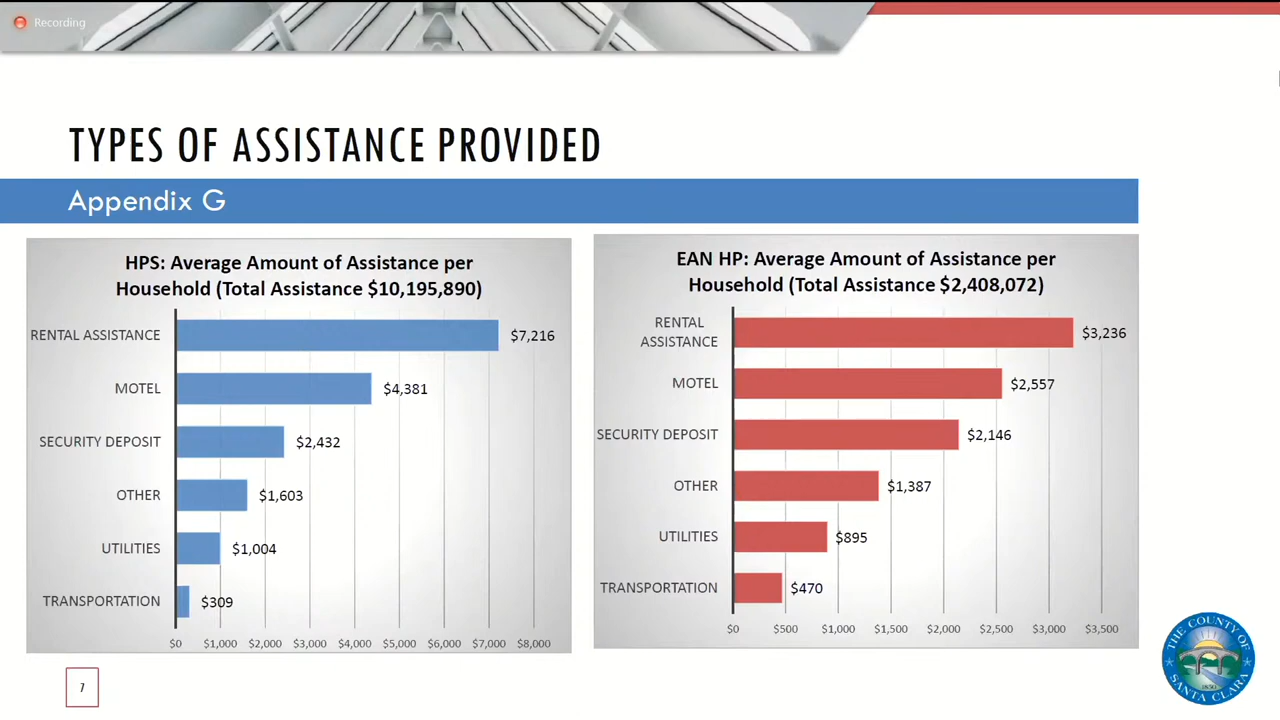 Recording
TYPES OF ASSISTANCE PROVIDED
Appendix G
HPS: Average Amount of Assistance per
Household (Total Assistance $10,195,890)
RENTAL ASSISTANCE $7,216
MOTEL $4,381
SECURITY DEPOSIT $2,432
OTHER $1,603
UTILITIES $1,004
TRANSPORTATION $309
$0 $1,000 $2,000 $3,000 $4,000 $5,000 $6,000 $7,000 $8,000
EAN HP: Average Amount of Assistance per
Household (Total Assistance $2,408,072)
RENTAL
ASSISTANCE $3,236
MOTEL $2,557
SECURITY DEPOSIT $2,146
OTHER $1,387
UTILITIES $895
TRANSPORTATION $470
$0 $500 $1,000 $1,500 $2,000 $2,500 $3,000 $3,500
7
THE COUNTY OF
SANTA CLARA
1850